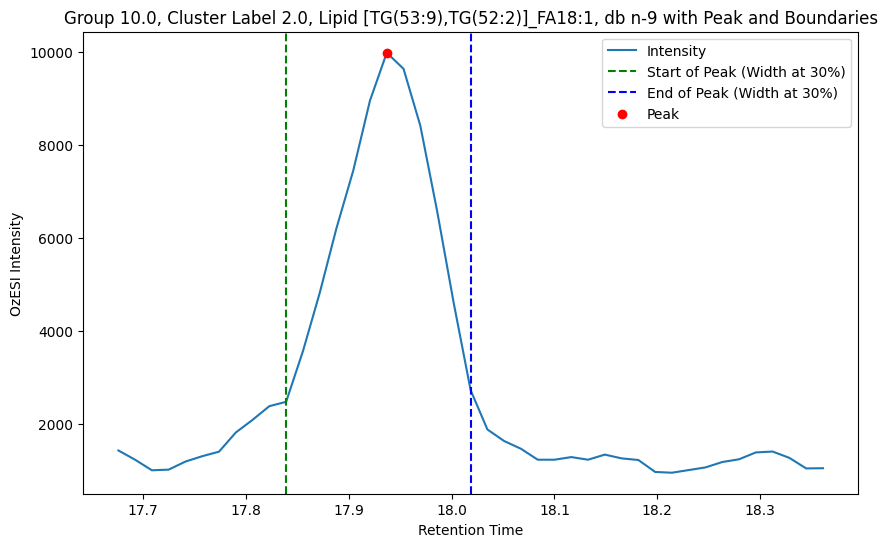 Group 10.0, Cluster Label 2.0, Lipid [TG(53:9),TG(52:2)]_FA18:1, db n-9 with Peak and Boundaries
Intensity
Start of Peak (Width at 30%)
End of Peak (Width at 30%)
Peak
10000
8000
6000
4000
2000
OzESI Intensity
17.7
17.8
17.9
18.0
18.1
18.2
18.3
Retention Time